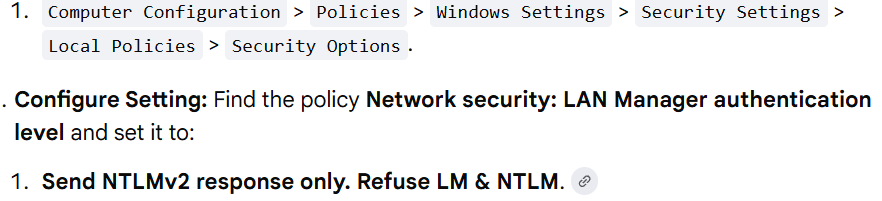 1. Computer Configuration > Policies > Windows Settings > Security Settings >
Local Policies > Security Options.
. Configure Setting: Find the policy Network security: LAN Manager authentication
level and set it to:
1. Send NTLMv2 response only. Refuse LM & NTLM.